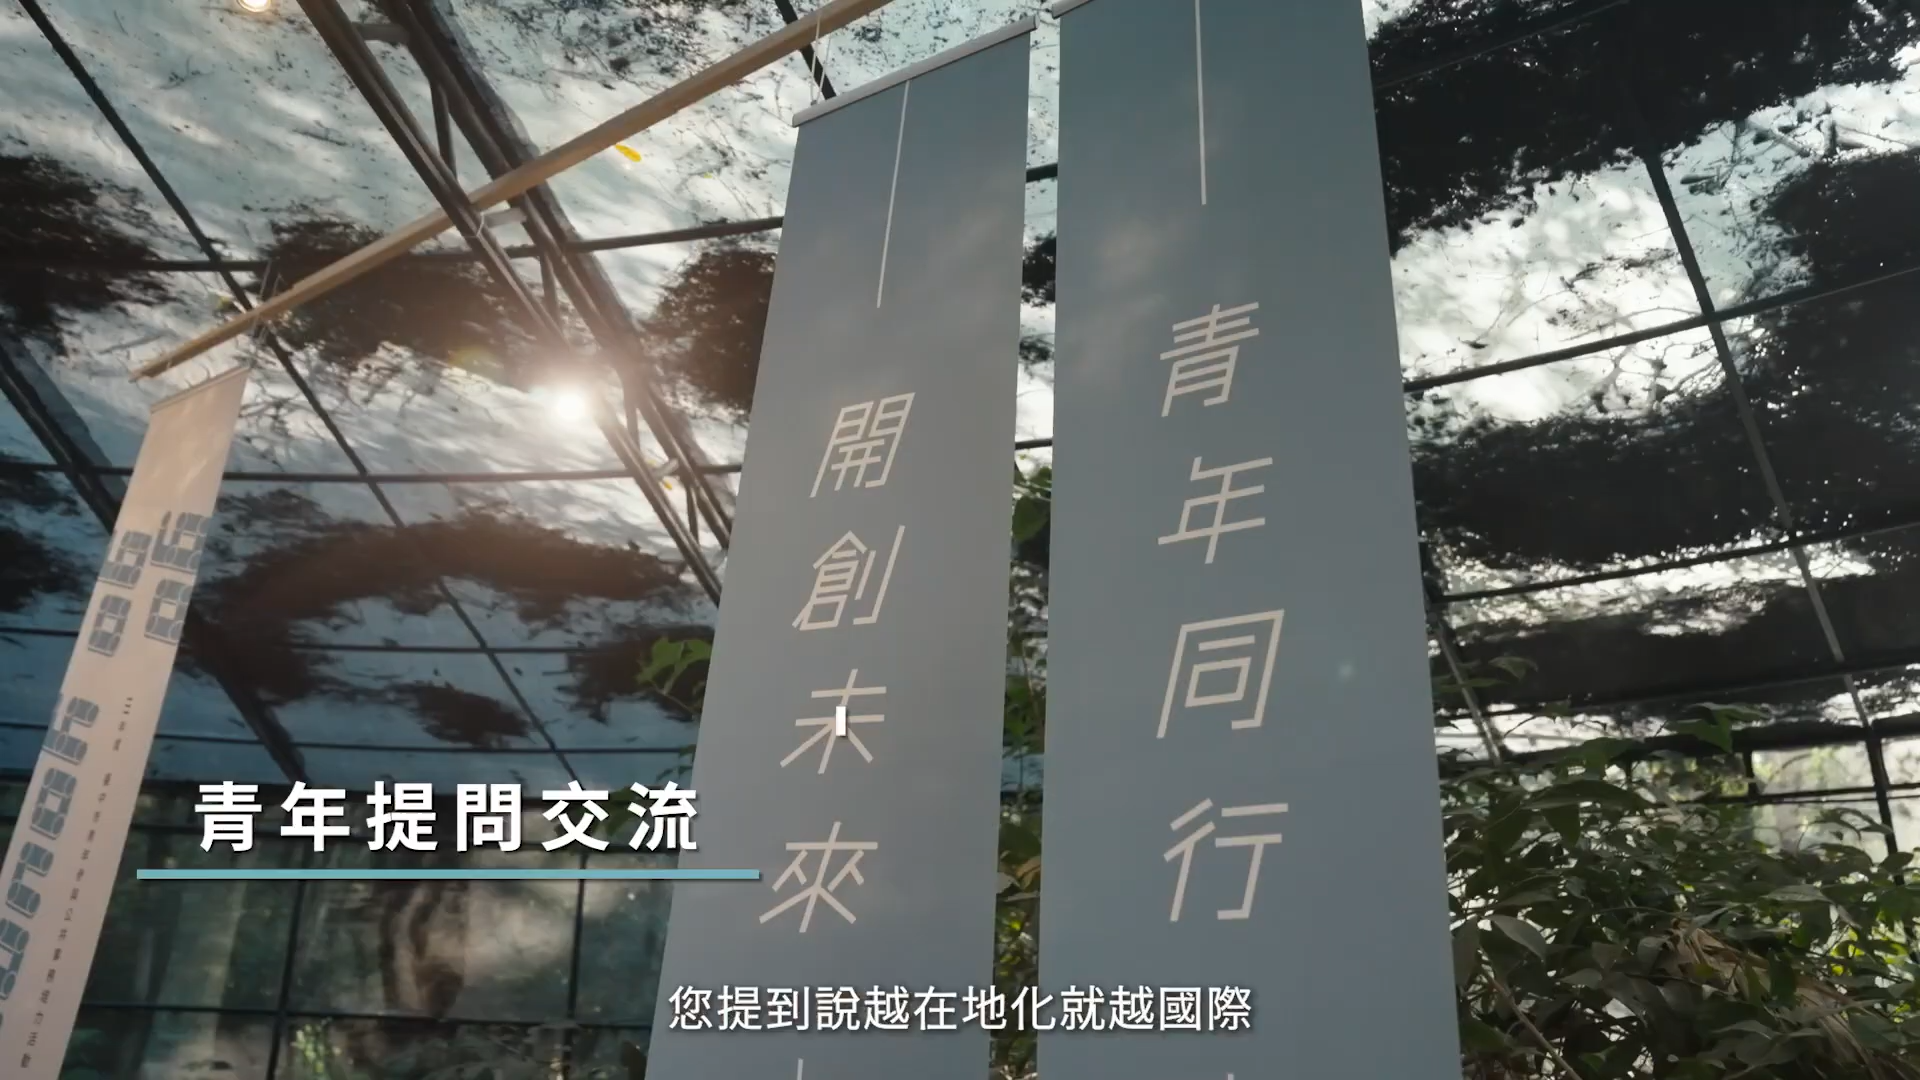 青年同行
開創未來
青年提問交流
您提到說越在地化就越國際